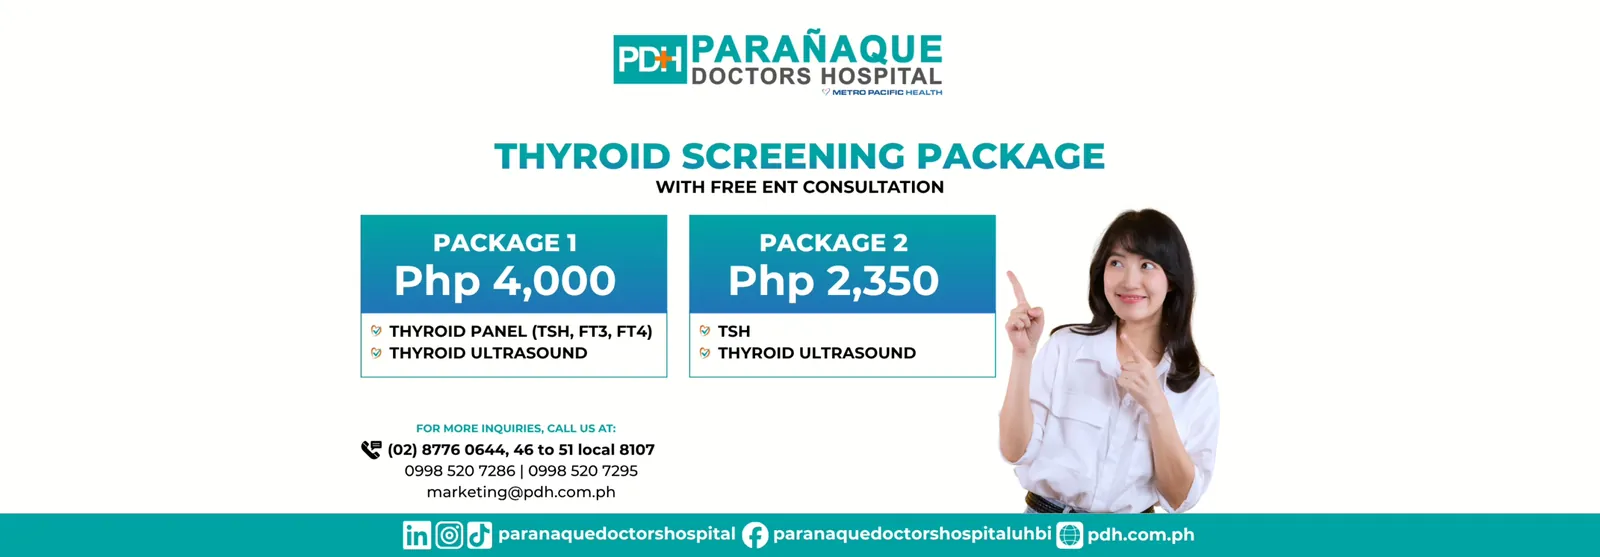 PDH PARAÑAQUE
DOCTORS HOSPITAL
METRO PACIFIC HEALTH
THYROID SCREENING PACKAGE
WITH FREE ENT CONSULTATION
PACKAGE 1
Php 4,000
THYROID PANEL (TSH, FT3, FT4)
THYROID ULTRASOUND
PACKAGE 2
Php 2,350
TSH
THYROID ULTRASOUND
FOR MORE INQUIRIES, CALL US AT:
(02) 8776 0644, 46 to 51 local 8107
0998 520 7286 | 0998 520 7295
marketing@pdh.com.ph
paranaquedoctorshospital paranaquedoctorshospitaluhbi pdh.com.ph